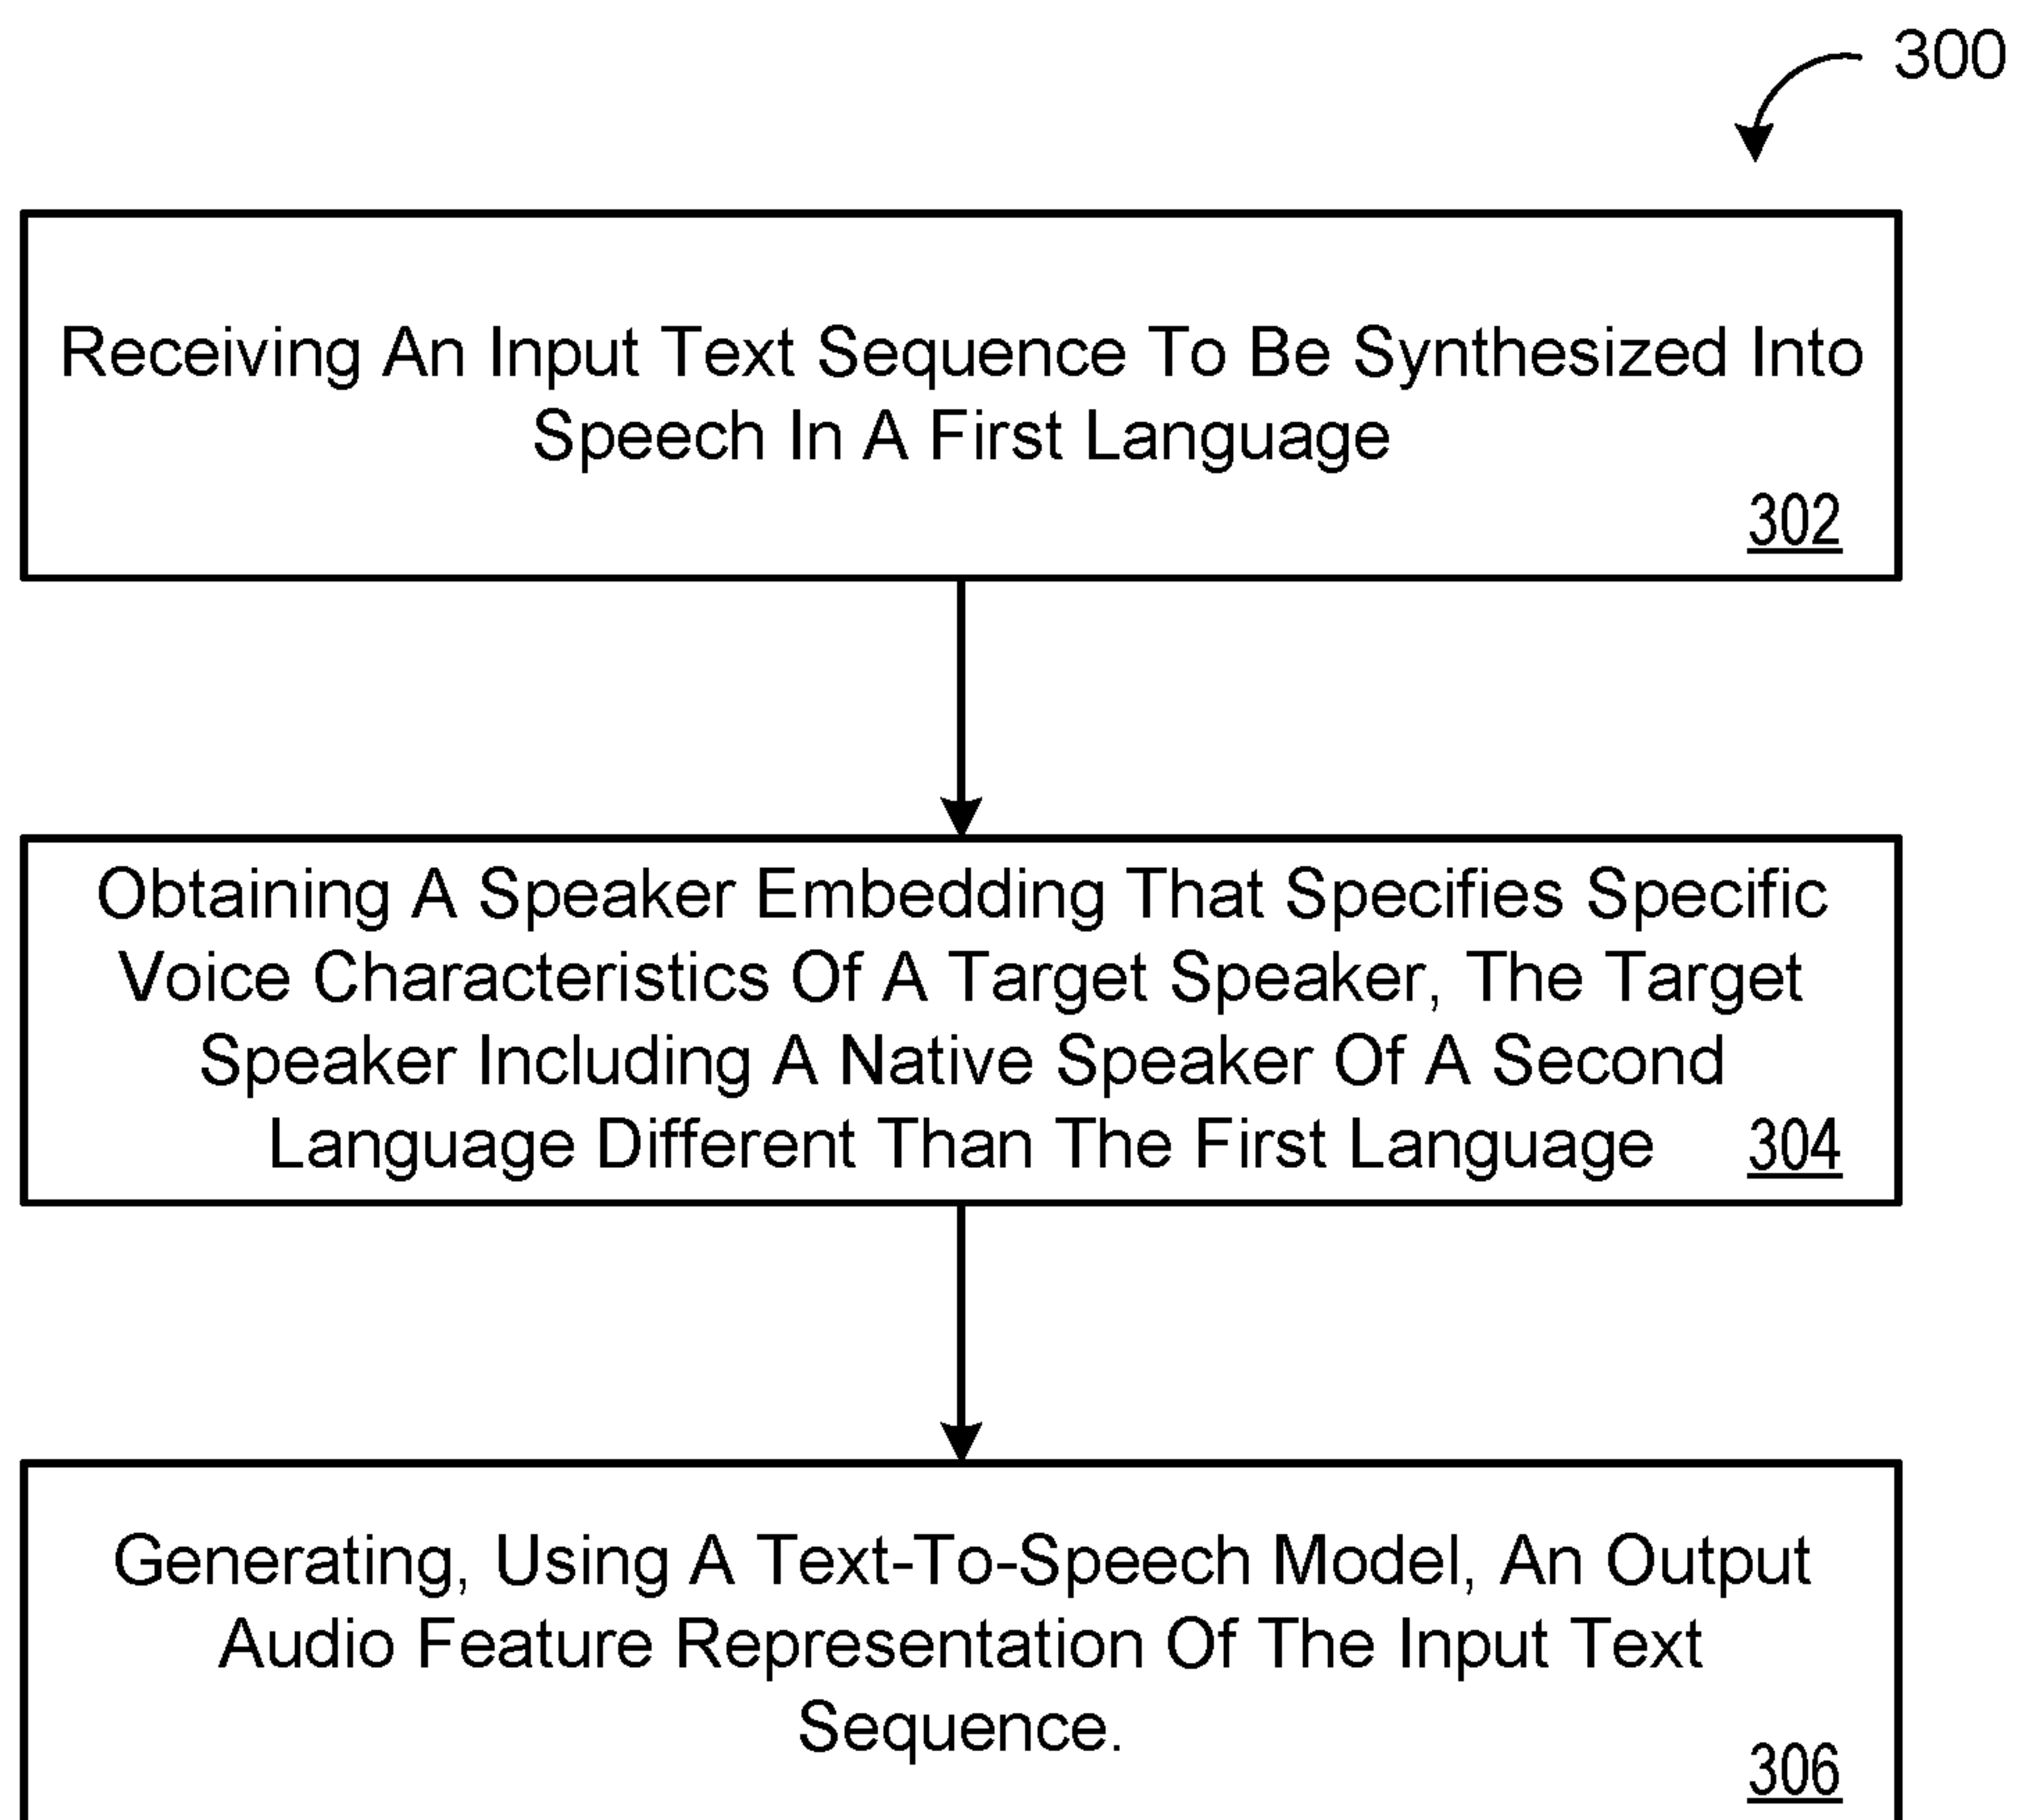 300
Receiving An Input Text Sequence To Be Synthesized Into
Speech In A First Language
302
Obtaining A Speaker Embedding That Specifies Specific
Voice Characteristics Of A Target Speaker, The Target
Speaker Including A Native Speaker Of A Second
Language Different Than The First Language 304
Generating, Using A Text-To-Speech Model, An Output
Audio Feature Representation Of The Input Text
Sequence.
306